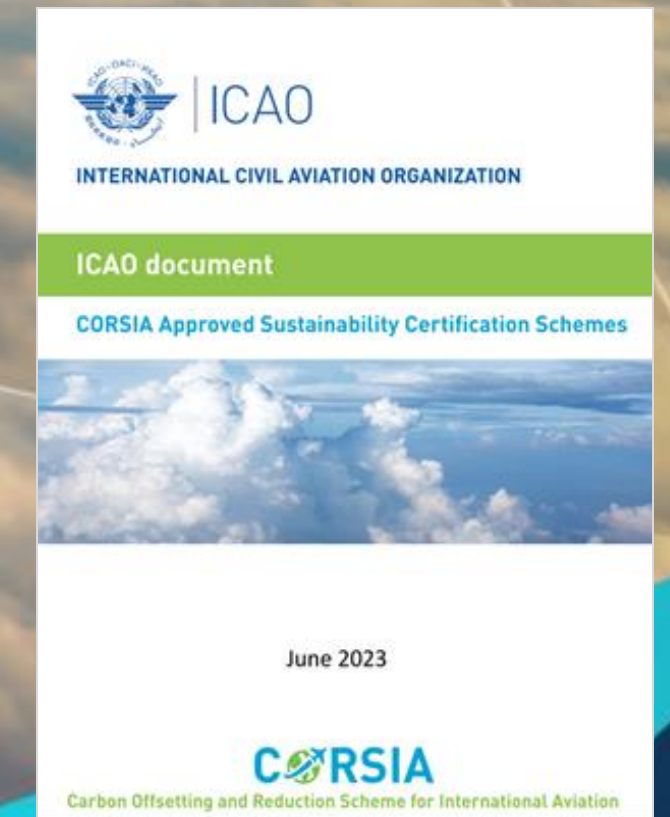 ICAO
INTERNATIONAL CIVIL AVIATION ORGANIZATION
ICAO document
CORSIA Approved Sustainability Certification Schemes
June 2023
CORSIA
Carbon Offsetting and Reduction Scheme for International Aviation